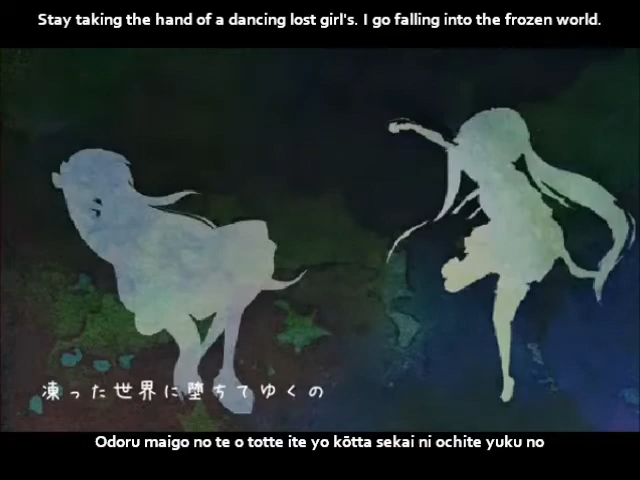 Stay taking the hand of a dancing lost girl's. I go falling into the frozen world.
凍った世界に堕ちてゆくの
Odoru maigo no te o totte ite yo kōtta sekai ni ochite yuku no